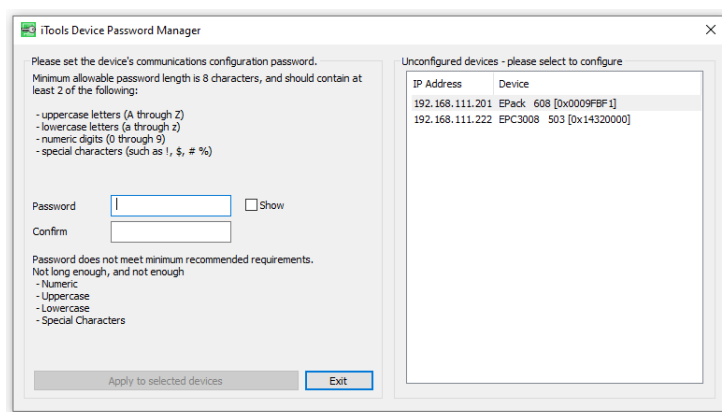 iTools Device Password Manager
Please set the device's communications configuration password.
Minimum allowable password length is 8 characters, and should contain at
least 2 of the following:
- uppercase letters (A through Z)
- lowercase letters (a through z)
- numeric digits (0 through 9)
- special characters (such as !, $, # %)
Password
Show
Confirm
Password does not meet minimum recommended requirements.
Not long enough, and not enough
- Numeric
- Uppercase
- Lowercase
- Special Characters
Apply to selected devices
Exit
Unconfigured devices - please select to configure
IP Address Device
192.168.111.201 EPack 608 [0x0009FBF1]
192.168.111.222 EPC3008 503 [0x14320000]